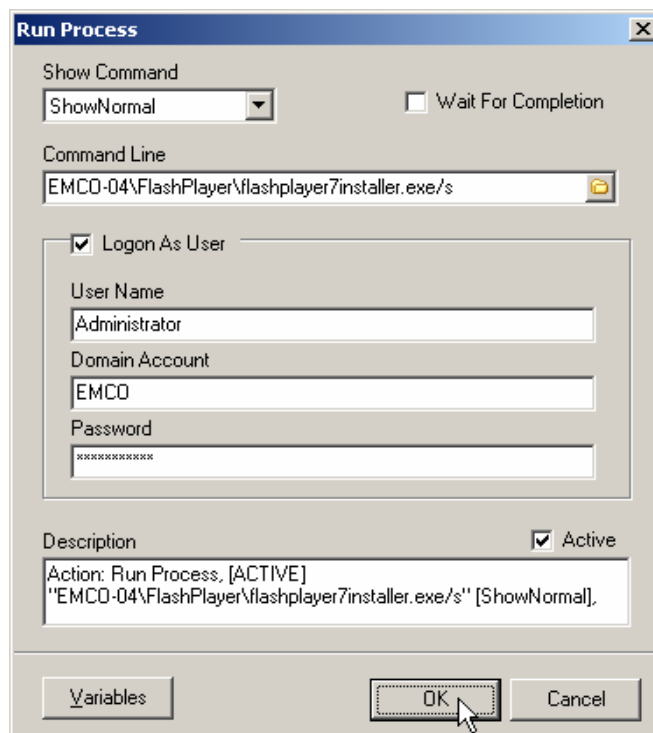 Run Process
Show Command
ShowNormal
Wait For Completion
Command Line
EMCO-04\FlashPlayer\flashplayer7installer.exe/s
Logon As User
User Name
Administrator
Domain Account
EMCO
Password
***********
Description
Active
Action: Run Process, [ACTIVE]
"EMCO-04\FlashPlayer\flashplayer7installer.exe/s" [ShowNormal],
Variables
OK
Cancel